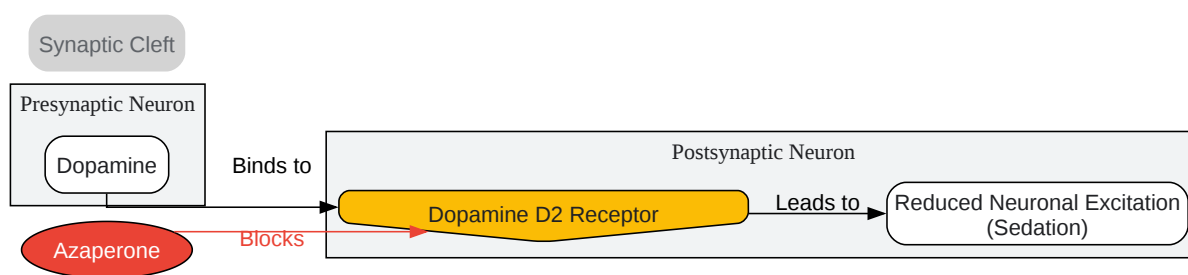 Synaptic Cleft
Presynaptic Neuron
Dopamine
Binds to
Postsynaptic Neuron
Dopamine D2 Receptor
Leads to
Reduced Neuronal Excitation
(Sedation)
Azaperone
Blocks